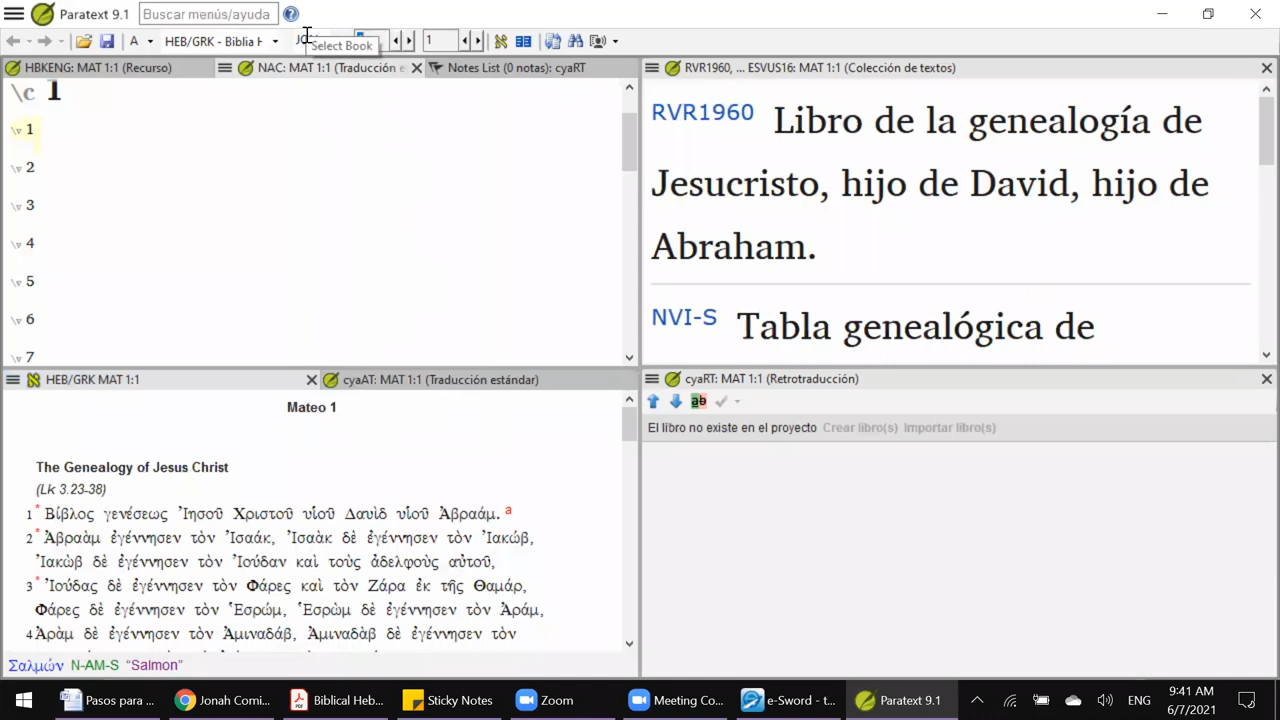 Paratext 9.1 Buscar menús/ayuda
A HEB/GRK - Biblia H 1
Select Book
HBKENG: MAT 1:1 (Recurso) NAC: MAT 1:1 (Traducción e Notes List (0 notas): cyaRT
\c 1
\v 1
\v 2
\v 3
\v 4
\v 5
\v 6
\v 7
RVR1960, ... ESVUS16: MAT 1:1 (Colección de textos)
RVR1960 Libro de la genealogía de
Jesucristo, hijo de David, hijo de
Abraham.
NVI-S Tabla genealógica de
HEB/GRK MAT 1:1 cyaAT: MAT 1:1 (Traducción estándar)
Mateo 1
The Genealogy of Jesus Christ
(Lk 3.23-38)
1* Βίβλος γενέσεως Ἰησοῦ Χριστοῦ υἱοῦ Δαυὶδ υἱοῦ Ἀβραάμ. a
2* Ἀβραὰμ ἐγέννησεν τὸν Ἰσαάκ, Ἰσαὰκ δὲ ἐγέννησεν τὸν Ἰακώβ,
Ἰακὼβ δὲ ἐγέννησεν τὸν Ἰούδαν καὶ τοὺς ἀδελφοὺς αὐτοῦ,
3* Ἰούδας δὲ ἐγέννησεν τὸν Φάρες καὶ τὸν Ζάρα ἐκ τῆς Θαμάρ,
Φάρες δὲ ἐγέννησεν τὸν Ἑσρώμ, Ἑσρὼμ δὲ ἐγέννησεν τὸν Ἀράμ,
4 Ἀρὰμ δὲ ἐγέννησεν τὸν Ἀμιναδάβ, Ἀμιναδὰβ δὲ ἐγέννησεν τὸν
Σαλμών N-AM-S "Salmon"
cyaRT: MAT 1:1 (Retrotraducción)
ab
El libro no existe en el proyecto Crear libro(s) Importar libro(s)
Pasos para ... Jonah Comi... Biblical Heb... Sticky Notes Zoom Meeting Co... e-Sword - t... Paratext 9.1 ENG 9:41 AM
6/7/2021